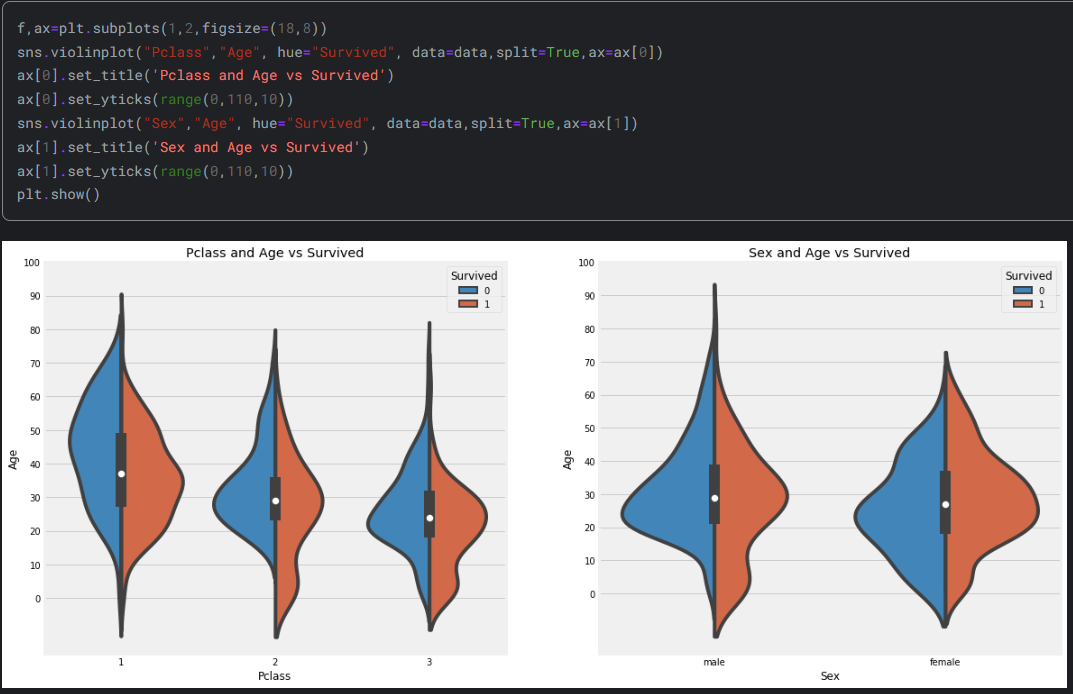 f,ax=plt.subplots(1,2,figsize=(18,8))
sns.violinplot("Pclass","Age", hue="Survived", data=data,split=True,ax=ax[0])
ax[0].set_title('Pclass and Age vs Survived')
ax[0].set_yticks(range(0,110,10))
sns.violinplot("Sex","Age", hue="Survived", data=data,split=True,ax=ax[1])
ax[1].set_title('Sex and Age vs Survived')
ax[1].set_yticks(range(0,110,10))
plt.show()
Pclass and Age vs Survived
Survived
0
1
100
90
80
70
60
50
40
30
20
10
0
Age
1 2 3
Pclass
Sex and Age vs Survived
Survived
0
1
100
90
80
70
60
50
40
30
20
10
0
Age
male female
Sex